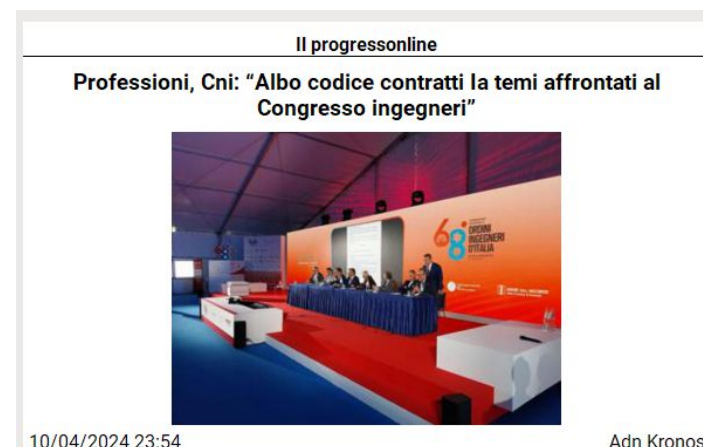 Il progressonline
Professioni, Cni: “Albo codice contratti Ia temi affrontati al
Congresso ingegneri”
68°
ORDINI
INGEGNERI
D'ITALIA
10/04/2024 23:54
Adn Kronos